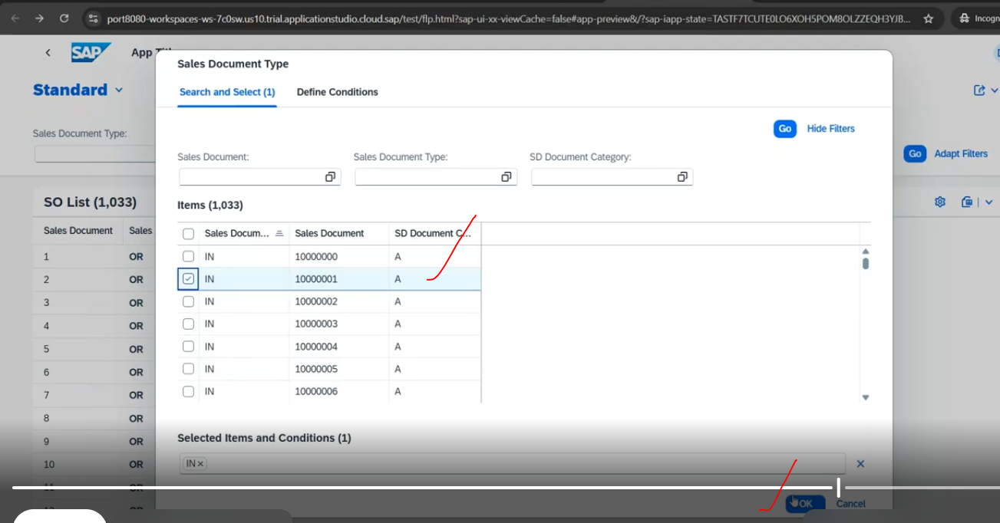 port8080-workspaces-ws-7c0sw.us10.trial.applicationstudio.cloud.sap/test/flp.html?sap-ui-xx-viewCache=false#app-preview&/?sap-iapp-state=TASTF7TCUTE0LO6XOH5POM8OLZZEQH3YJB... Incogn
SAP App
Standard
Sales Document Type:
Go Adapt Filters
SO List (1,033)
Sales Document Sales
1 OR
2 OR
3 OR
4 OR
5 OR
6 OR
7 OR
8 OR
9 OR
10 OR
11 OR
Sales Document Type
Search and Select (1) Define Conditions
Go Hide Filters
Sales Document: Sales Document Type: SD Document Category:
Items (1,033)
Sales Docum... Sales Document SD Document C...
IN 10000000 A
IN 10000001 A
IN 10000002 A
IN 10000003 A
IN 10000004 A
IN 10000005 A
IN 10000006 A
Selected Items and Conditions (1)
IN
OK Cancel